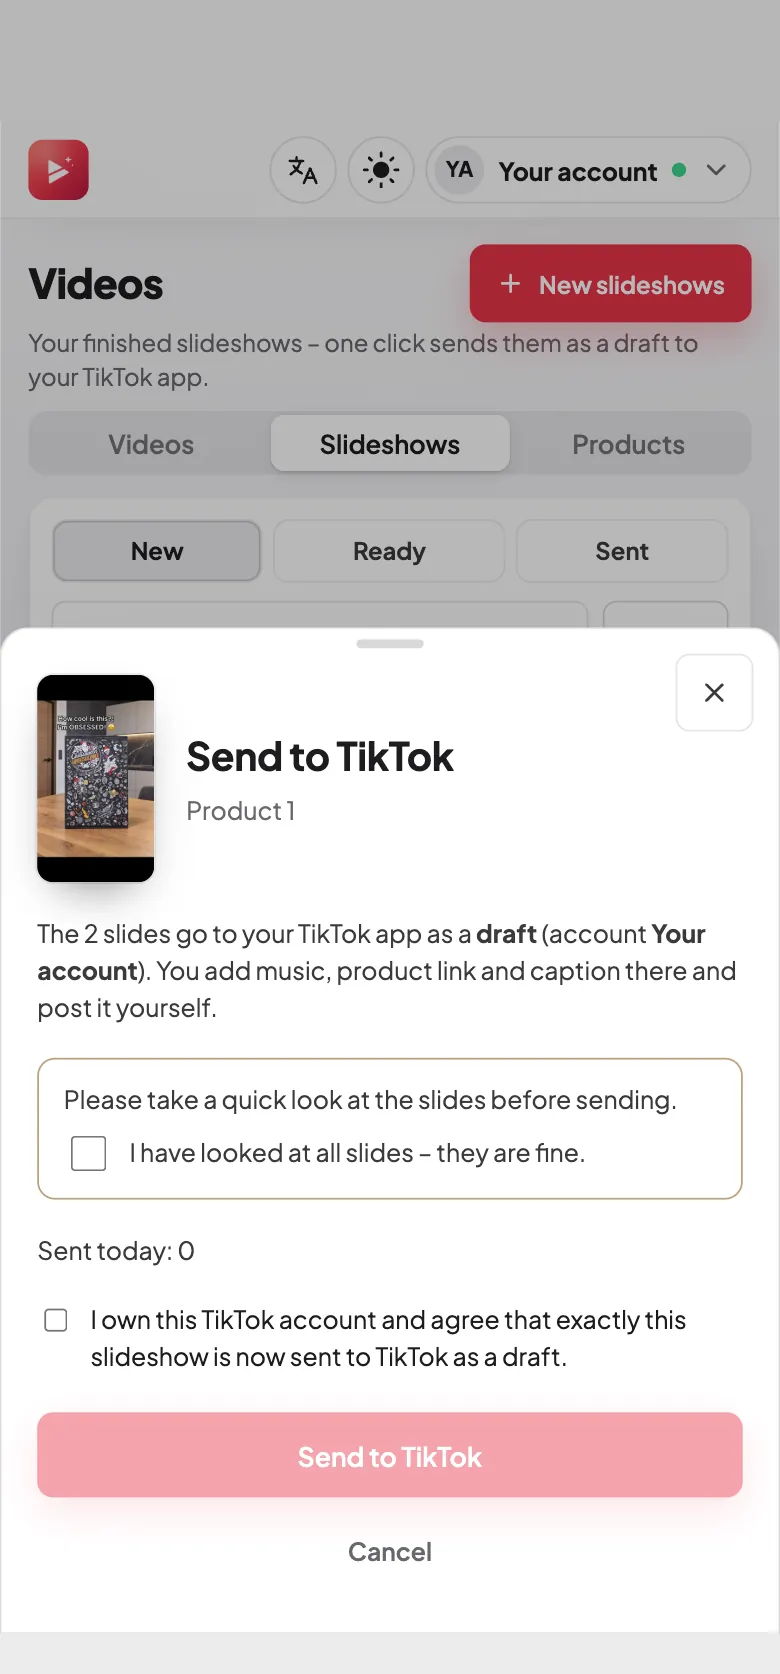 YA Your account
Videos
+ New slideshows
Your finished slideshows – one click sends them as a draft to
your TikTok app.
Videos
Slideshows
Products
New
Ready
Sent
How cool is this?!
I'm OBSESSED!
Send to TikTok
Product 1
The 2 slides go to your TikTok app as a draft (account Your
account). You add music, product link and caption there and
post it yourself.
Please take a quick look at the slides before sending.
I have looked at all slides – they are fine.
Sent today: 0
I own this TikTok account and agree that exactly this
slideshow is now sent to TikTok as a draft.
Send to TikTok
Cancel